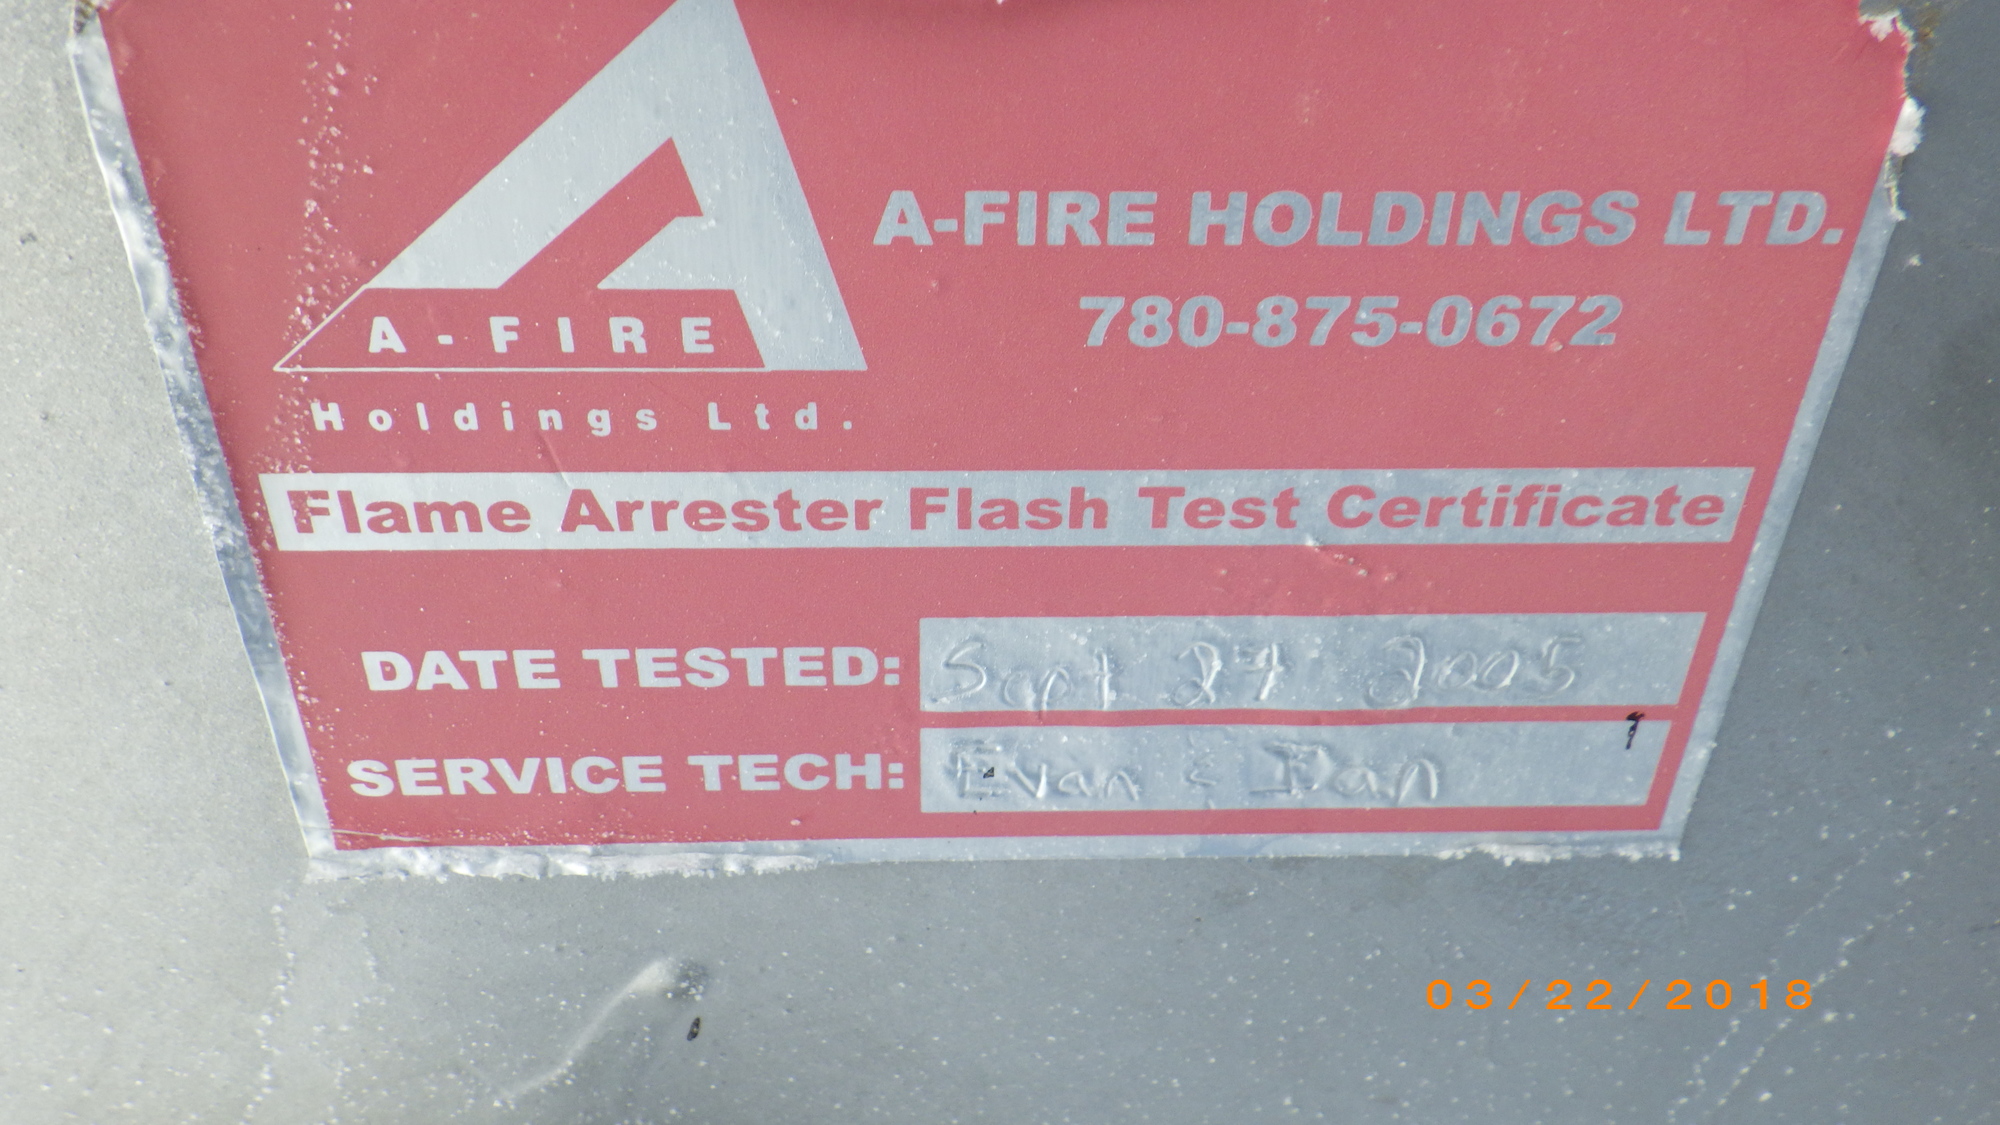 A-FIRE
Holdings Ltd.
A-FIRE HOLDINGS LTD.
780-875-0672
Flame Arrester Flash Test Certificate
DATE TESTED: Sept 27 2005
SERVICE TECH: Evan & Dan
03/22/2018